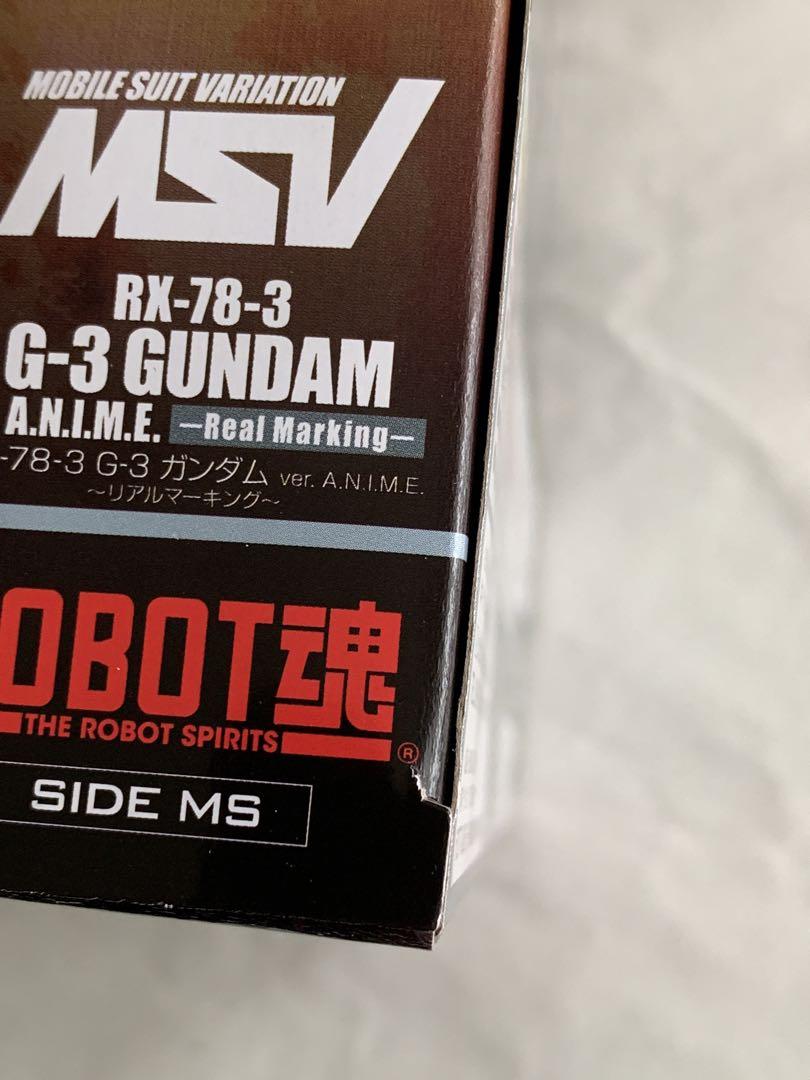 MOBILE SUIT VARIATION
MSV
RX-78-3
G-3 GUNDAM
A.N.I.M.E. —Real Marking—
-78-3 G-3 ガンダム ver. A.N.I.M.E.
～リアルマーキング～
OBOT魂
THE ROBOT SPIRITS ®
SIDE MS